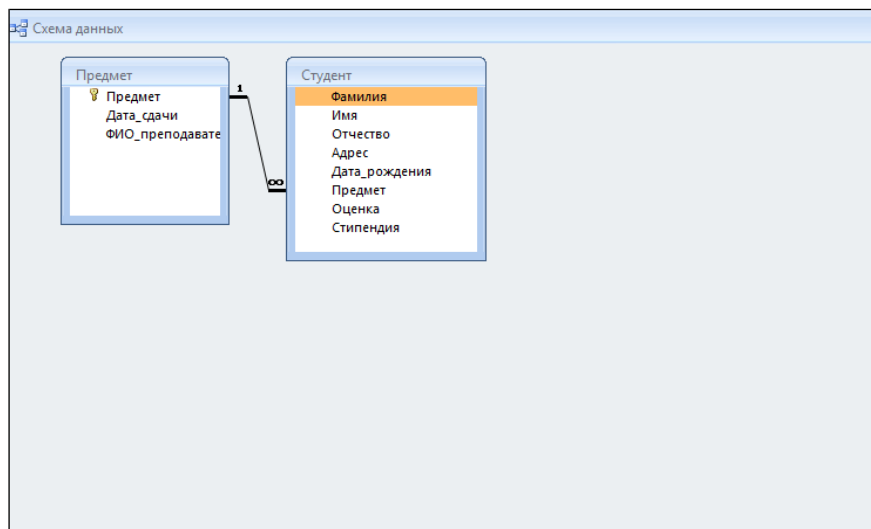 Схема данных
Предмет
Предмет
Дата_сдачи
ФИО_преподавате
1
∞
Студент
Фамилия
Имя
Отчество
Адрес
Дата_рождения
Предмет
Оценка
Стипендия